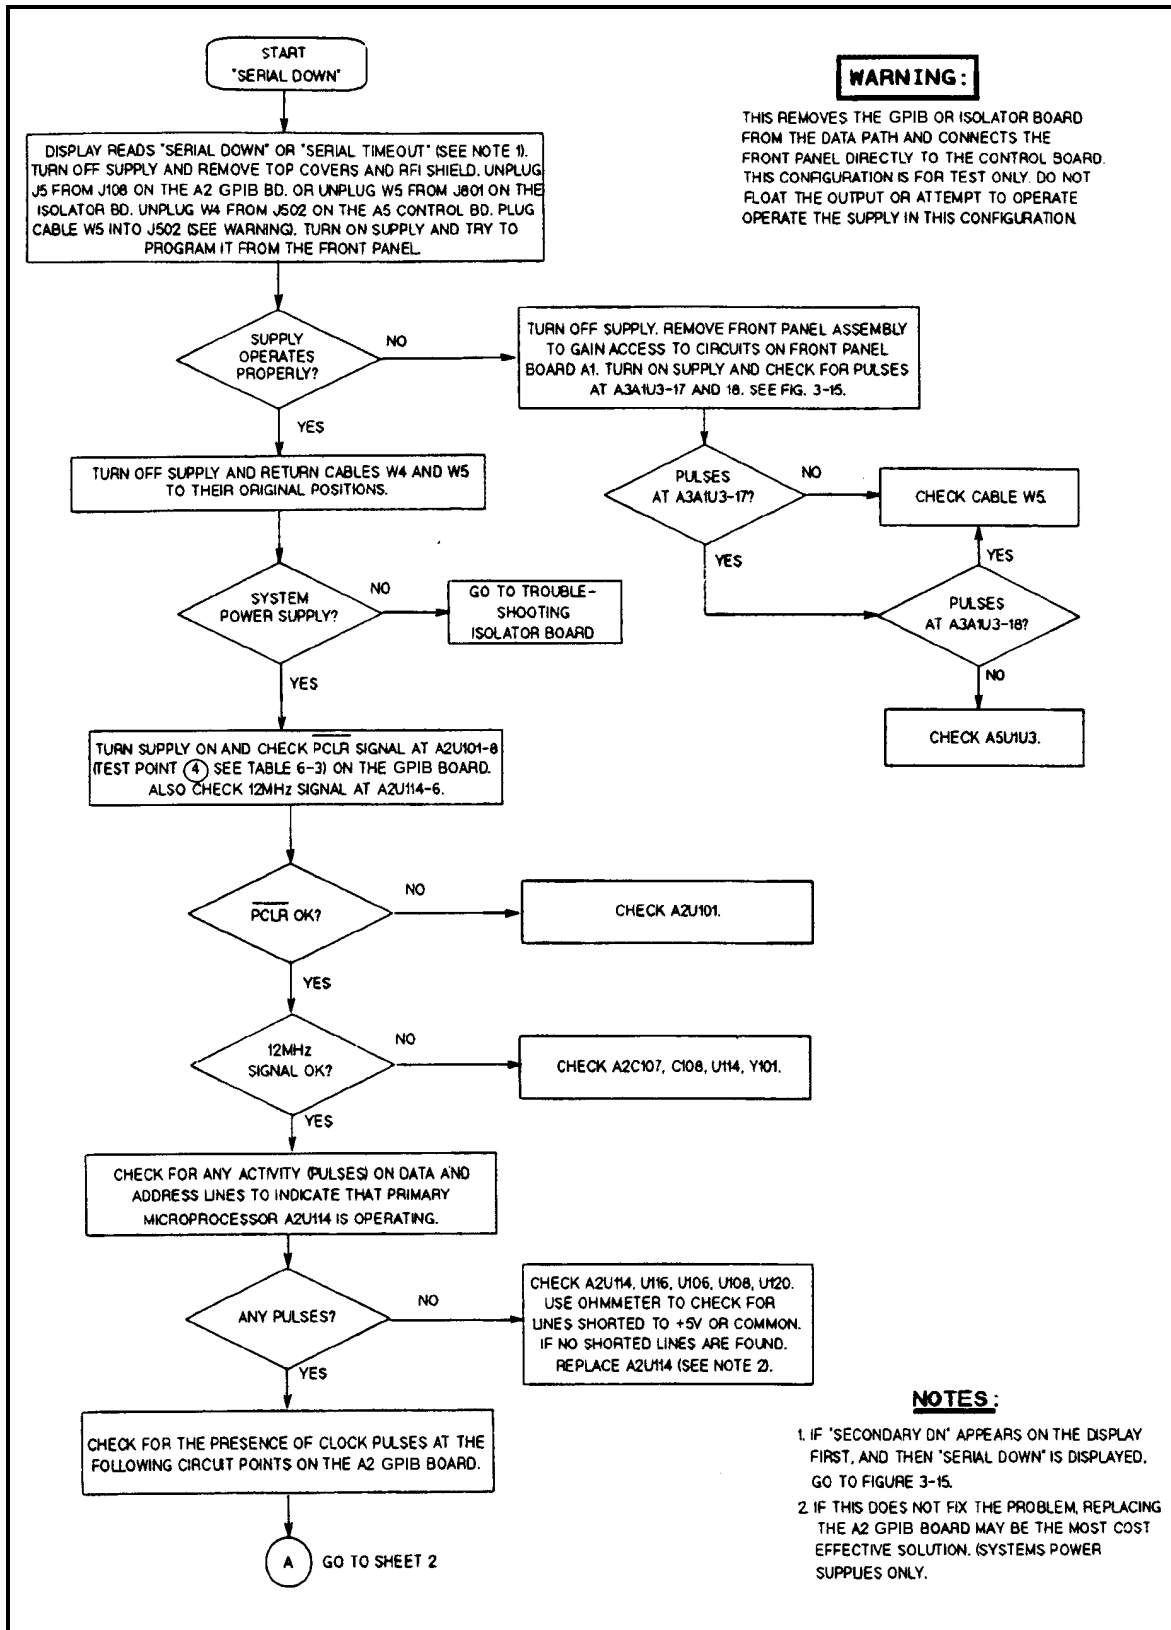 START
"SERIAL DOWN"
WARNING:
THIS REMOVES THE GPIB OR ISOLATOR BOARD
FROM THE DATA PATH AND CONNECTS THE
FRONT PANEL DIRECTLY TO THE CONTROL BOARD.
THIS CONFIGURATION IS FOR TEST ONLY. DO NOT
FLOAT THE OUTPUT OR ATTEMPT TO OPERATE
OPERATE THE SUPPLY IN THIS CONFIGURATION.
DISPLAY READS "SERIAL DOWN" OR "SERIAL TIMEOUT" (SEE NOTE 1).
TURN OFF SUPPLY AND REMOVE TOP COVERS AND RFI SHIELD. UNPLUG
J5 FROM J108 ON THE A2 GPIB BD. OR UNPLUG W5 FROM J801 ON THE
ISOLATOR BD. UNPLUG W4 FROM J502 ON THE A5 CONTROL BD. PLUG
CABLE W5 INTO J502 (SEE WARNING). TURN ON SUPPLY AND TRY TO
PROGRAM IT FROM THE FRONT PANEL.
SUPPLY
OPERATES
PROPERLY?
NO
TURN OFF SUPPLY. REMOVE FRONT PANEL ASSEMBLY
TO GAIN ACCESS TO CIRCUITS ON FRONT PANEL
BOARD A1. TURN ON SUPPLY AND CHECK FOR PULSES
AT A3A1U3-17 AND 18. SEE FIG. 3-15.
YES
TURN OFF SUPPLY AND RETURN CABLES W4 AND W5
TO THEIR ORIGINAL POSITIONS.
PULSES
AT A3A1U3-17?
NO
CHECK CABLE W5.
YES
YES
PULSES
AT A3A1U3-18?
NO
CHECK A5U1U3.
SYSTEM
POWER SUPPLY?
NO
GO TO TROUBLE-
SHOOTING
ISOLATOR BOARD
YES
TURN SUPPLY ON AND CHECK PCLR SIGNAL AT A2U101-8
(TEST POINT 4 SEE TABLE 6-3) ON THE GPIB BOARD.
ALSO CHECK 12MHz SIGNAL AT A2U114-6.
PCLR OK?
NO
CHECK A2U101.
YES
12MHz
SIGNAL OK?
NO
CHECK A2C107, C108, U114, Y101.
YES
CHECK FOR ANY ACTIVITY (PULSES) ON DATA AND
ADDRESS LINES TO INDICATE THAT PRIMARY
MICROPROCESSOR A2U114 IS OPERATING.
ANY PULSES?
NO
CHECK A2U114, U116, U106, U108, U120.
USE OHMMETER TO CHECK FOR
LINES SHORTED TO +5V OR COMMON.
IF NO SHORTED LINES ARE FOUND.
REPLACE A2U114 (SEE NOTE 2).
YES
CHECK FOR THE PRESENCE OF CLOCK PULSES AT THE
FOLLOWING CIRCUIT POINTS ON THE A2 GPIB BOARD.
A GO TO SHEET 2
NOTES:
1. IF "SECONDARY DN" APPEARS ON THE DISPLAY
FIRST, AND THEN "SERIAL DOWN" IS DISPLAYED.
GO TO FIGURE 3-15.
2. IF THIS DOES NOT FIX THE PROBLEM, REPLACING
THE A2 GPIB BOARD MAY BE THE MOST COST
EFFECTIVE SOLUTION. (SYSTEMS POWER
SUPPLIES ONLY.